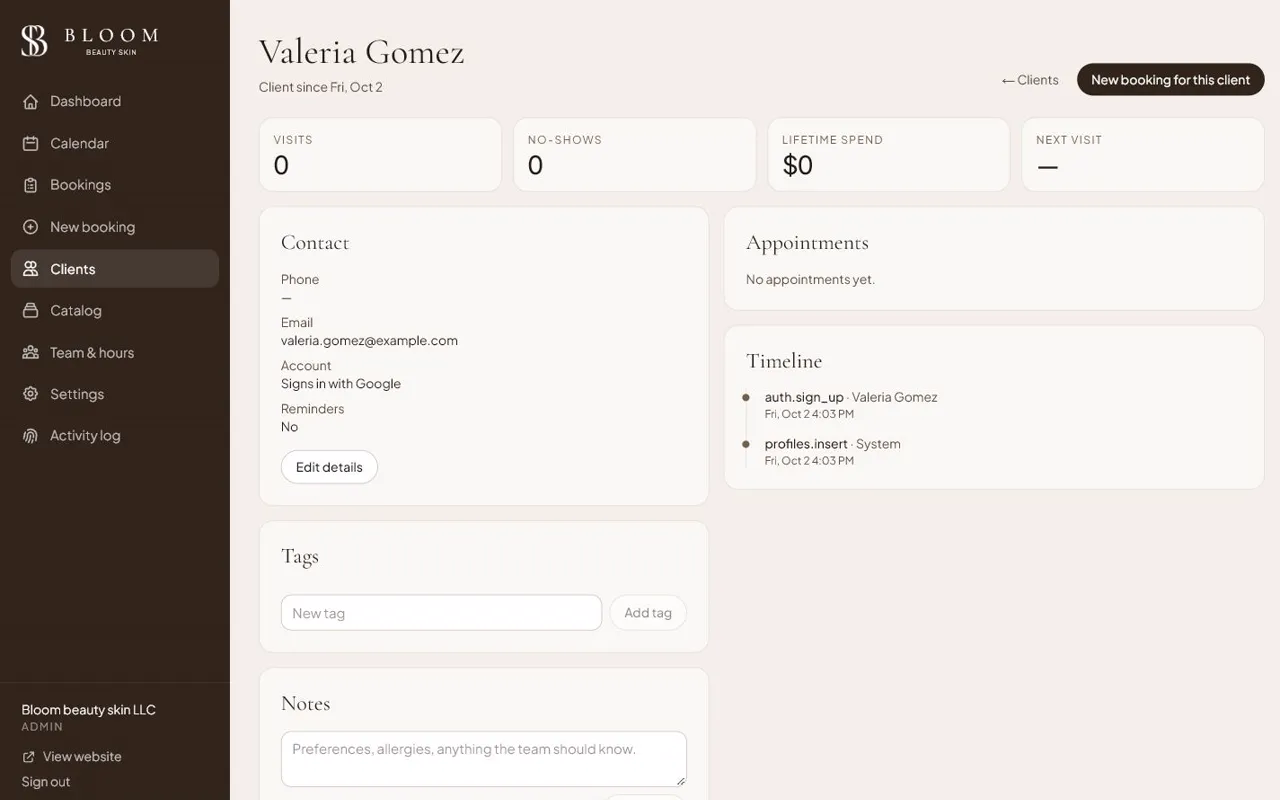 BLOOM
BEAUTY SKIN
Dashboard
Calendar
Bookings
New booking
Clients
Catalog
Team & hours
Settings
Activity log
Bloom beauty skin LLC
ADMIN
View website
Sign out
Valeria Gomez
Client since Fri, Oct 2
← Clients
New booking for this client
VISITS
0
NO-SHOWS
0
LIFETIME SPEND
$0
NEXT VISIT
—
Contact
Phone
—
Email
valeria.gomez@example.com
Account
Signs in with Google
Reminders
No
Edit details
Tags
New tag
Add tag
Notes
Preferences, allergies, anything the team should know.
Appointments
No appointments yet.
Timeline
auth.sign_up · Valeria Gomez
Fri, Oct 2 4:03 PM
profiles.insert · System
Fri, Oct 2 4:03 PM